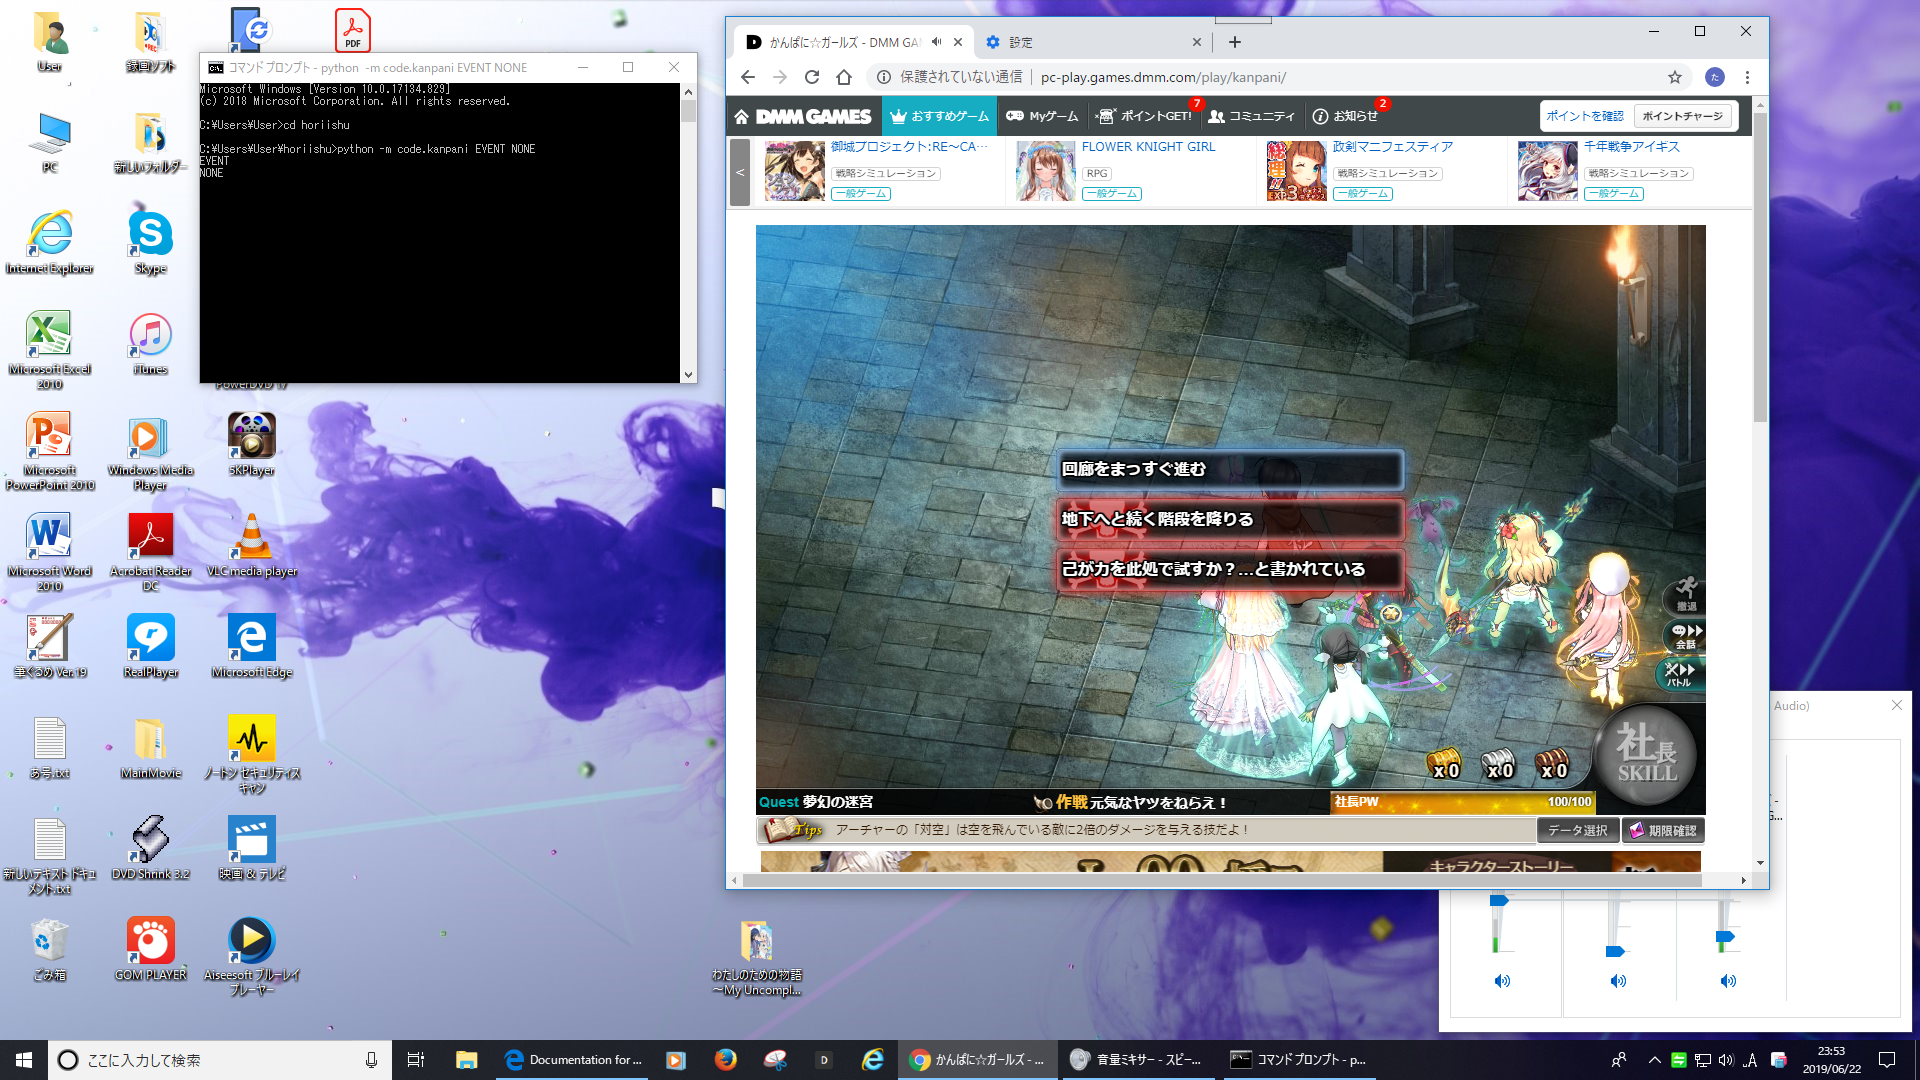 User
録画ソフト
PDF
PC
新しいフォルダー
Internet Explorer
Skype
Microsoft Excel
2010
iTunes
PowerDVD 17
Microsoft
PowerPoint 2010
Windows Media
Player
SKPlayer
Microsoft Word
2010
Acrobat Reader
DC
VLC media player
筆ぐるめ Ver.19
RealPlayer
Microsoft Edge
あ号.txt
MainMovie
ノートン セキュリティス
キャン
新しいテキスト ドキュ
メント.txt
DVD Shrink 3.2
映画 & テレビ
ごみ箱
GOM PLAYER
Aiseesoft ブルーレイ
プレーヤー
わたしのための物語
～My Uncompl...
コマンド プロンプト - python  -m code.kanpani EVENT NONE
Microsoft Windows [Version 10.0.17134.829]
(c) 2018 Microsoft Corporation. All rights reserved.
C:¥Users¥User>cd horiishu
C:¥Users¥User¥horiishu>python -m code.kanpani EVENT NONE
EVENT
NONE
かんぱに☆ガールズ - DMM GA
設定
保護されていない通信
pc-play.games.dmm.com/play/kanpani/
た
DMM GAMES
おすすめゲーム
Myゲーム
ポイントGET!
7
コミュニティ
お知らせ
2
ポイントを確認
ポイントチャージ
<
御城プロジェクト:RE～CA…
戦略シミュレーション
一般ゲーム
FLOWER KNIGHT GIRL
RPG
一般ゲーム
総理!!
EXP3
政剣マニフェスティア
戦略シミュレーション
一般ゲーム
千年戦争アイギス
戦略シミュレーション
一般ゲーム
回廊をまっすぐ進む
地下へと続く階段を降りる
己が力を此処で試すか？…と書かれている
撤退
会話
バトル
社長
SKILL
x0
x0
x0
Quest 夢幻の迷宮
作戦 元気なヤツをねらえ！
社長PW
100/100
Tips
アーチャーの「対空」は空を飛んでいる敵に2倍のダメージを与える技だよ！
データ選択
期限確認
キャラクターストーリー
Audio)
G...
ここに入力して検索
Documentation for ...
かんぱに☆ガールズ - ...
音量ミキサー - スピー...
コマンド プロンプト - p...
A
23:53
2019/06/22